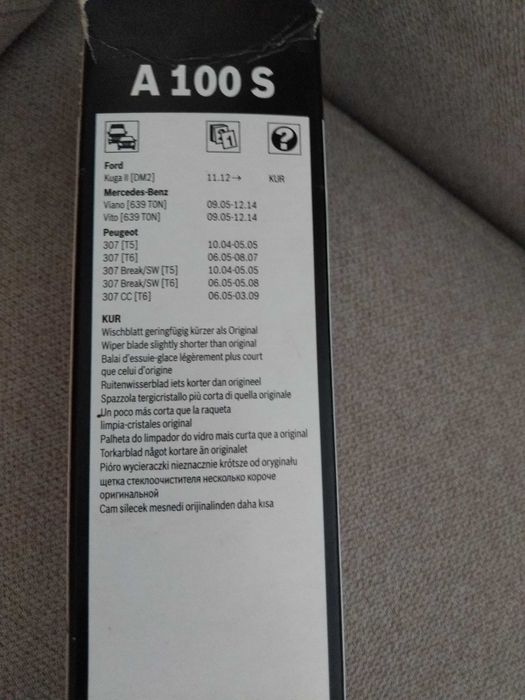 A 100 S
1
?
Ford
Kuga II [DM2] 11.12→ KUR
Mercedes-Benz
Viano [639 TON] 09.05-12.14
Vito [639 TON] 09.05-12.14
Peugeot
307 [T5] 10.04-05.05
307 [T6] 06.05-08.07
307 Break/SW [T5] 10.04-05.05
307 Break/SW [T6] 06.05-05.08
307 CC [T6] 06.05-03.09
KUR
Wischblatt geringfügig kürzer als Original
Wiper blade slightly shorter than original
Balai d'essuie-glace légèrement plus court
que celui d'origine
Ruitenwisserblad iets korter dan origineel
Spazzola tergicristallo più corta di quella originale
Un poco más corta que la raqueta
limpia-cristales original
Palheta do limpador do vidro mais curta que a original
Torkarblad något kortare än originalet
Pióro wycieraczki nieznacznie krótsze od oryginału
щетка стеклоочистителя несколько короче
оригинальной
Cam silecek mesnedi orijinalinden daha kısa